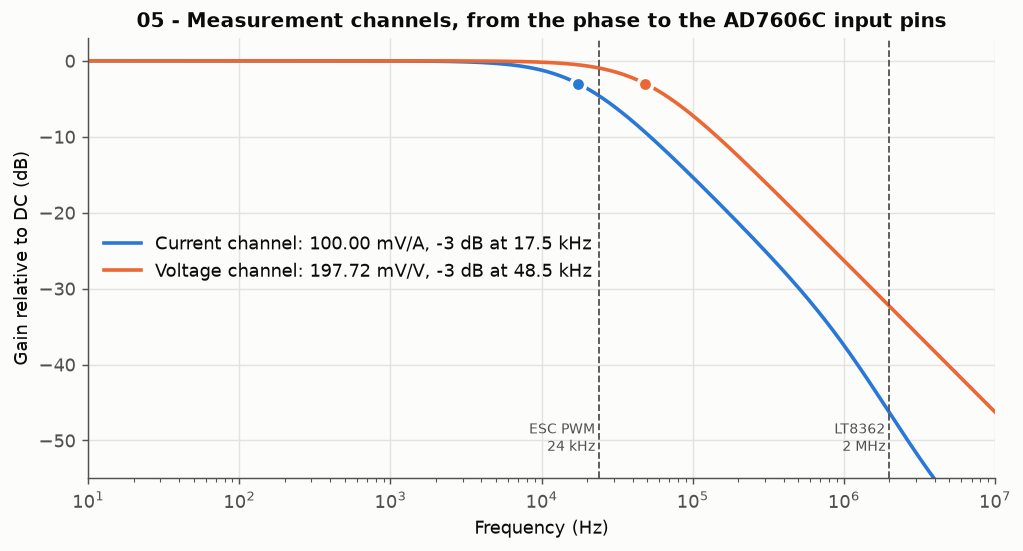 05 - Measurement channels, from the phase to the AD7606C input pins
Gain relative to DC (dB)
0
−10
−20
−30
−40
−50
Current channel: 100.00 mV/A, -3 dB at 17.5 kHz
Voltage channel: 197.72 mV/V, -3 dB at 48.5 kHz
ESC PWM
24 kHz
LT8362
2 MHz
10¹
10²
10³
10⁴
10⁵
10⁶
10⁷
Frequency (Hz)